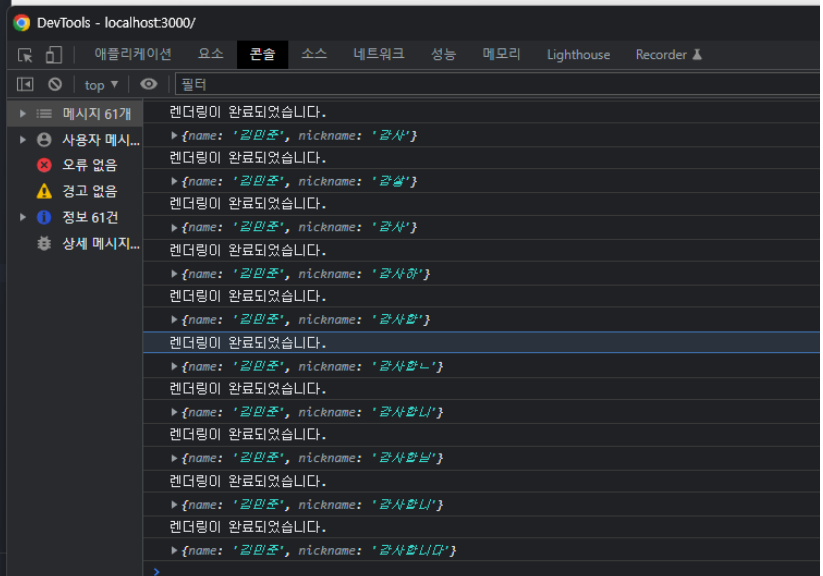 DevTools - localhost:3000/
애플리케이션 요소 콘솔 소스 네트워크 성능 메모리 Lighthouse Recorder
top ▼ 필터
메시지 61개
사용자 메시...
오류 없음
경고 없음
정보 61건
상세 메시지...
렌더링이 완료되었습니다.
▶ {name: '김민준', nickname: '감사'}
렌더링이 완료되었습니다.
▶ {name: '김민준', nickname: '감샇'}
렌더링이 완료되었습니다.
▶ {name: '김민준', nickname: '감사'}
렌더링이 완료되었습니다.
▶ {name: '김민준', nickname: '감사하'}
렌더링이 완료되었습니다.
▶ {name: '김민준', nickname: '감사합'}
렌더링이 완료되었습니다.
▶ {name: '김민준', nickname: '감사합ㄴ'}
렌더링이 완료되었습니다.
▶ {name: '김민준', nickname: '감사합니'}
렌더링이 완료되었습니다.
▶ {name: '김민준', nickname: '감사합닏'}
렌더링이 완료되었습니다.
▶ {name: '김민준', nickname: '감사합니'}
렌더링이 완료되었습니다.
▶ {name: '김민준', nickname: '감사합니다'}